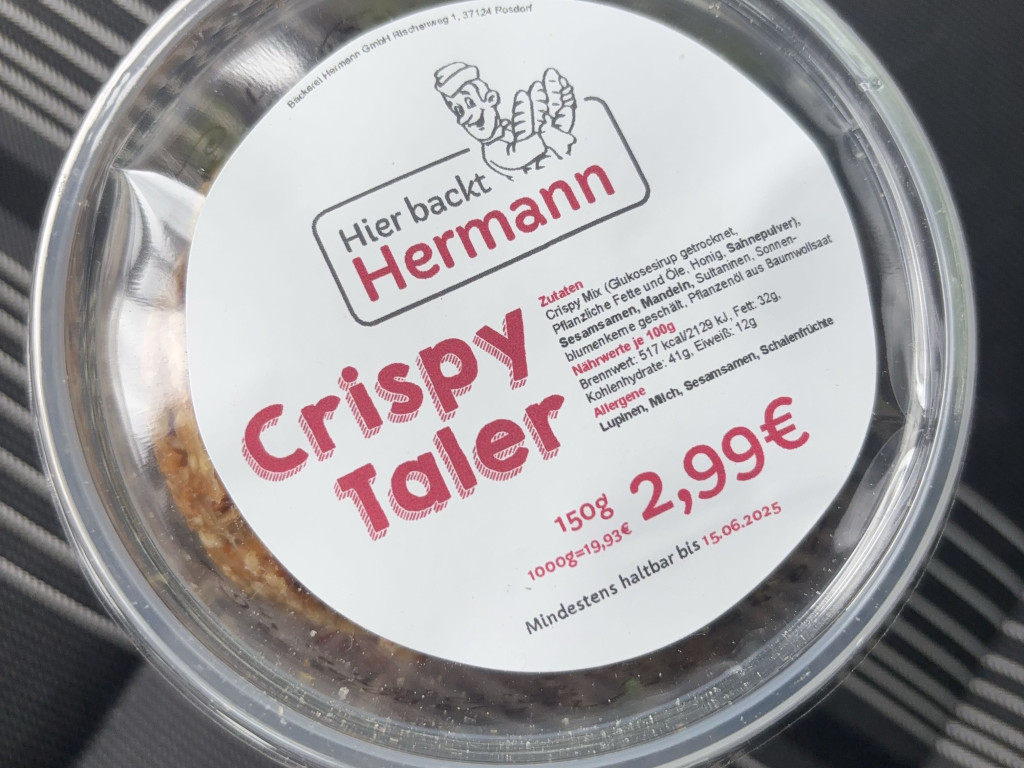 Bäckerei Hermann GmbH Rischenweg 1, 37124 Rosdorf
Hier backt
Hermann
Crispy
Taler
Zutaten
Crispy Mix (Glukosesirup getrocknet,
Pflanzliche Fette und Öle, Honig, Sahnepulver),
Sesamsamen, Mandeln, Sultaninen, Sonnen-
blumenkerne geschält, Pflanzenöl aus Baumwollsaat
Nährwerte je 100g
Brennwert: 517 kcal/2129 kJ, Fett: 32g,
Kohlenhydrate: 41g, Eiweiß: 12g
Allergene
Lupinen, Milch, Sesamsamen, Schalenfrüchte
150g 2,99€
1000g=19,93€
Mindestens haltbar bis 15.06.2025